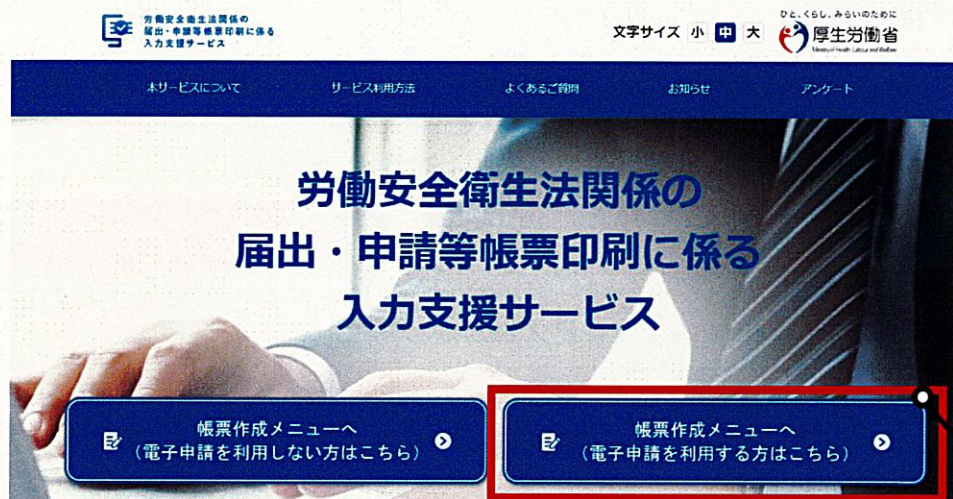 労働安全衛生法関係の
届出・申請等帳票印刷に係る
入力支援サービス
文字サイズ 小 中 大
ひと、くらし、みらいのために
厚生労働省
Ministry of Health, Labour and Welfare
本サービスについて サービス利用方法 よくあるご質問 お知らせ アンケート
労働安全衛生法関係の
届出・申請等帳票印刷に係る
入力支援サービス
帳票作成メニューへ
(電子申請を利用しない方はこちら)
帳票作成メニューへ
(電子申請を利用する方はこちら)